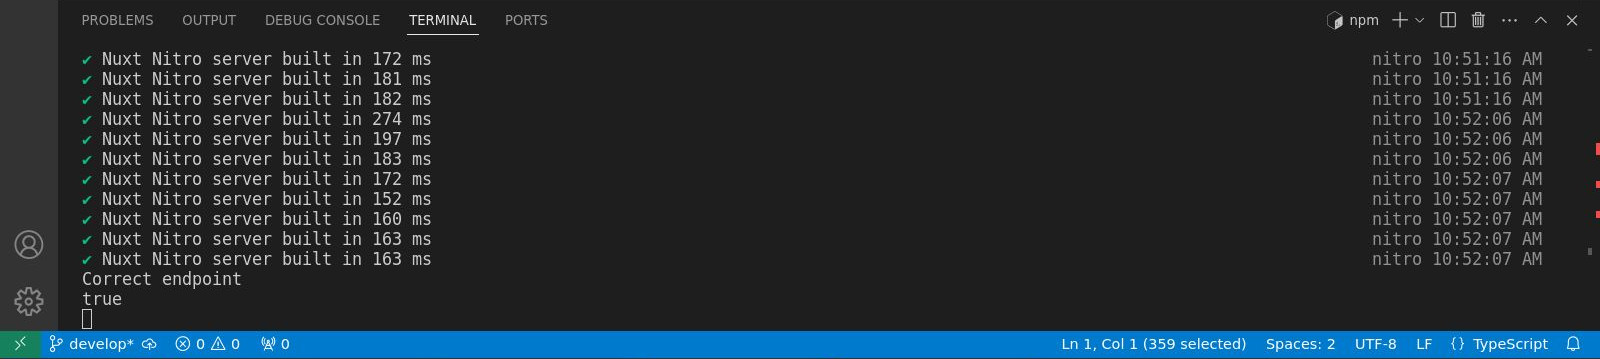 PROBLEMS OUTPUT DEBUG CONSOLE TERMINAL PORTS npm
✔ Nuxt Nitro server built in 172 ms nitro 10:51:16 AM
✔ Nuxt Nitro server built in 181 ms nitro 10:51:16 AM
✔ Nuxt Nitro server built in 182 ms nitro 10:51:16 AM
✔ Nuxt Nitro server built in 274 ms nitro 10:52:06 AM
✔ Nuxt Nitro server built in 197 ms nitro 10:52:06 AM
✔ Nuxt Nitro server built in 183 ms nitro 10:52:06 AM
✔ Nuxt Nitro server built in 172 ms nitro 10:52:07 AM
✔ Nuxt Nitro server built in 152 ms nitro 10:52:07 AM
✔ Nuxt Nitro server built in 160 ms nitro 10:52:07 AM
✔ Nuxt Nitro server built in 163 ms nitro 10:52:07 AM
✔ Nuxt Nitro server built in 163 ms nitro 10:52:07 AM
Correct endpoint
true
develop* 0 0 0 Ln 1, Col 1 (359 selected) Spaces: 2 UTF-8 LF {} TypeScript